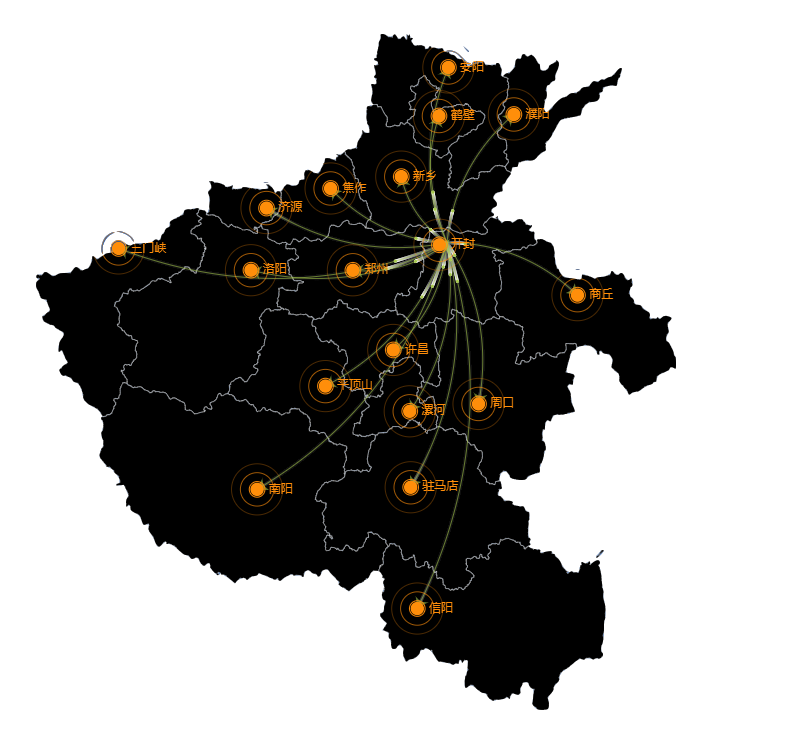 安阳
鹤壁
濮阳
新乡
焦作
济源
三门峡
开封
洛阳
郑州
商丘
许昌
平顶山
漯河
周口
南阳
驻马店
信阳